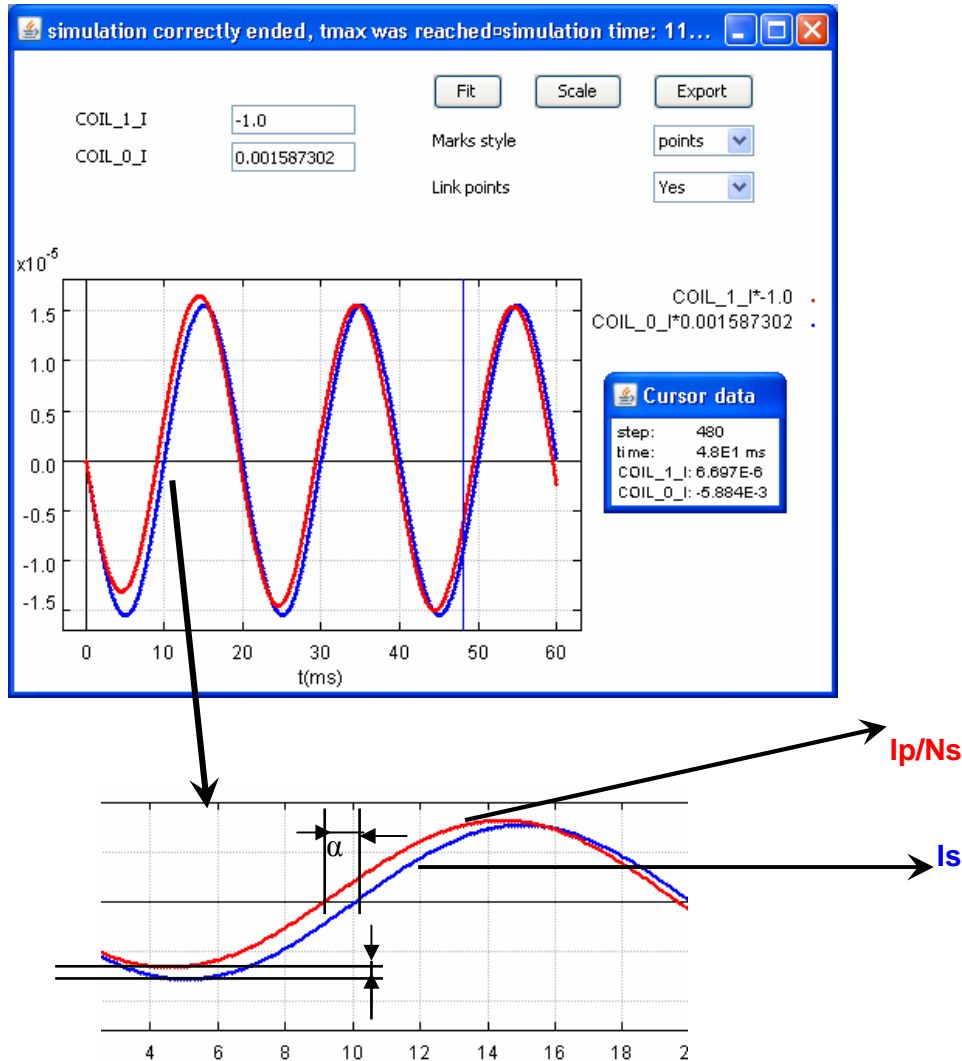 simulation correctly ended, tmax was reached▫simulation time: 11...
Fit Scale Export
COIL_1_I -1.0
Marks style points
COIL_0_I 0.001587302
Link points Yes
x10^-5
1.5
1.0
0.5
0.0
-0.5
-1.0
-1.5
0 10 20 30 40 50 60
t(ms)
COIL_1_I*-1.0
COIL_0_I*0.001587302
Cursor data
step: 480
time: 4.8E1 ms
COIL_1_I: 6.697E-6
COIL_0_I: -5.884E-3
Ip/Ns
α
Is
4 6 8 10 12 14 16 18 2